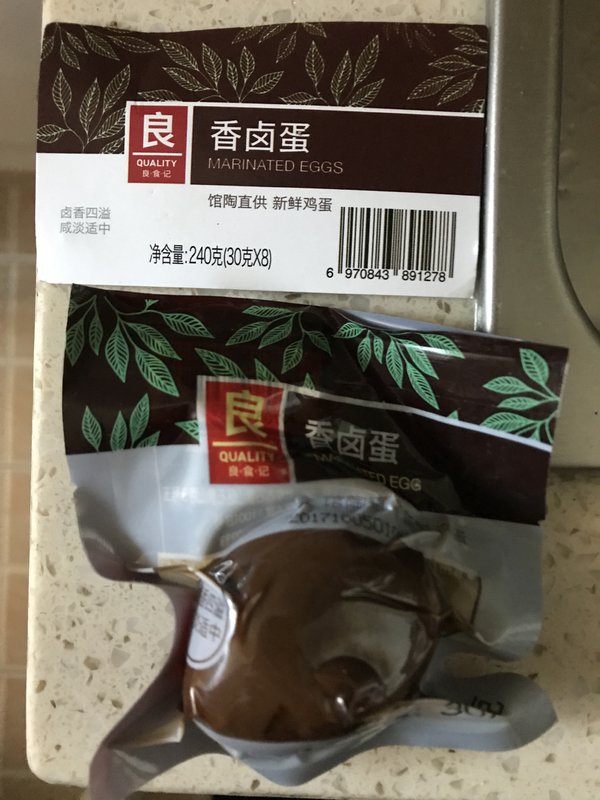 良
QUALITY
良·食·记
香卤蛋
MARINATED EGGS
馆陶直供 新鲜鸡蛋
卤香四溢
咸淡适中
净含量:240克(30克X8)
6 970843 891278
良
QUALITY
良·食·记
香卤蛋
MARINATED EGG